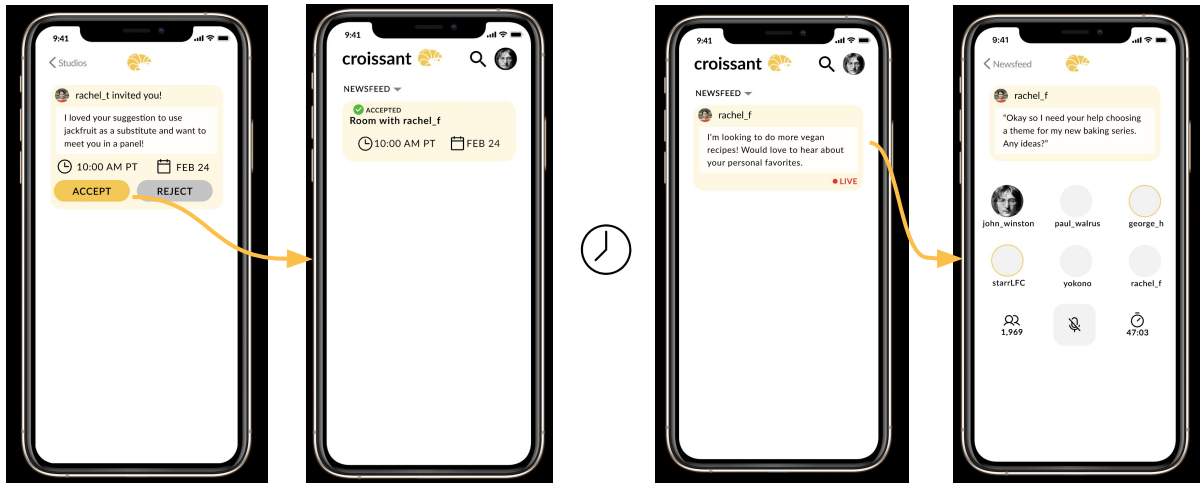 9:41
Studios
rachel_t invited you!
I loved your suggestion to use
jackfruit as a substitute and want to
meet you in a panel!
10:00 AM PT FEB 24
ACCEPT REJECT
9:41
croissant
NEWSFEED
ACCEPTED
Room with rachel_f
10:00 AM PT FEB 24
9:41
croissant
NEWSFEED
rachel_f
I'm looking to do more vegan
recipes! Would love to hear about
your personal favorites.
LIVE
9:41
Newsfeed
rachel_f
"Okay so I need your help choosing
a theme for my new baking series.
Any ideas?"
john_winston paul_walrus george_h
starrLFC yokono rachel_f
1,969 47:03